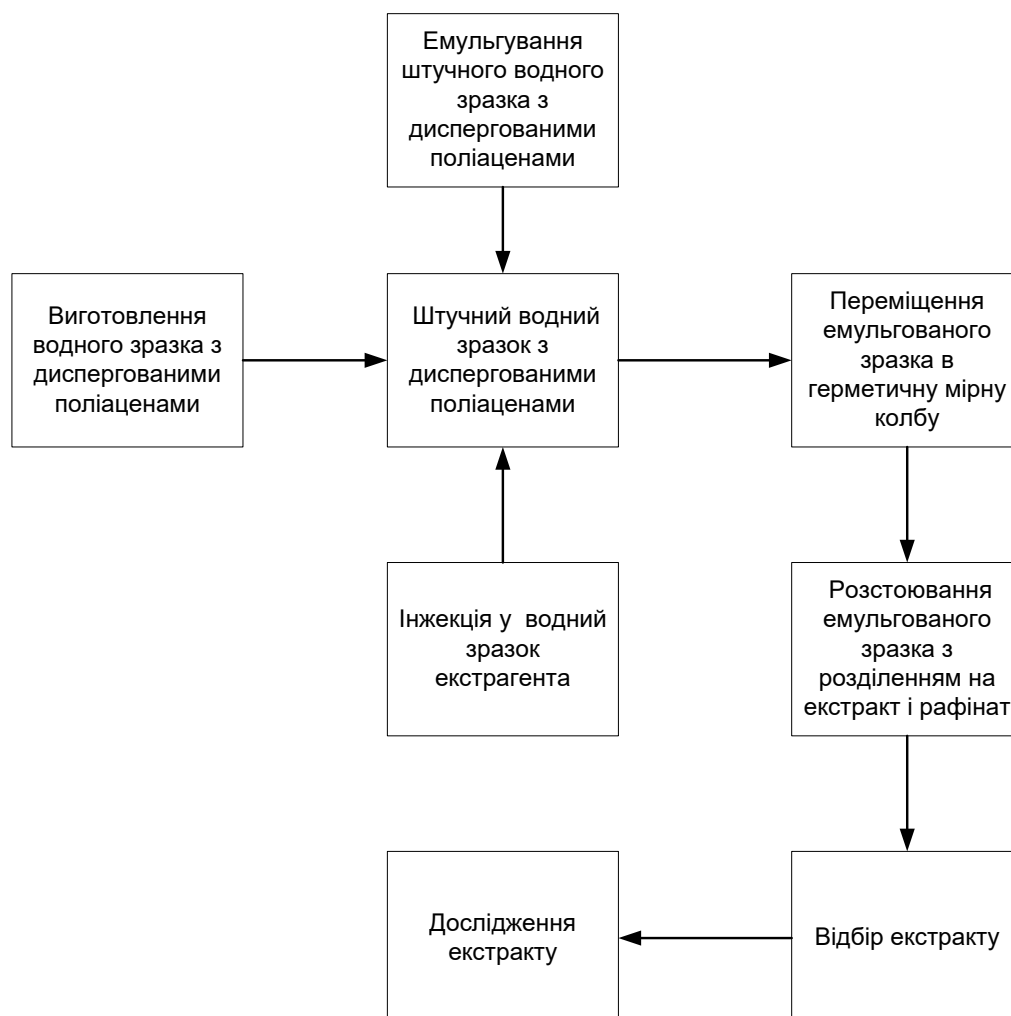 Емульгування
штучного водного
зразка з
диспергованими
поліаценами
Виготовлення
водного зразка з
диспергованими
поліаценами
Штучний водний
зразок з
диспергованими
поліаценами
Переміщення
емульгованого
зразка в
герметичну мірну
колбу
Інжекція у водний
зразок
екстрагента
Розстоювання
емульгованого
зразка з
розділенням на
екстракт і рафінат
Дослідження
екстракту
Відбір екстракту